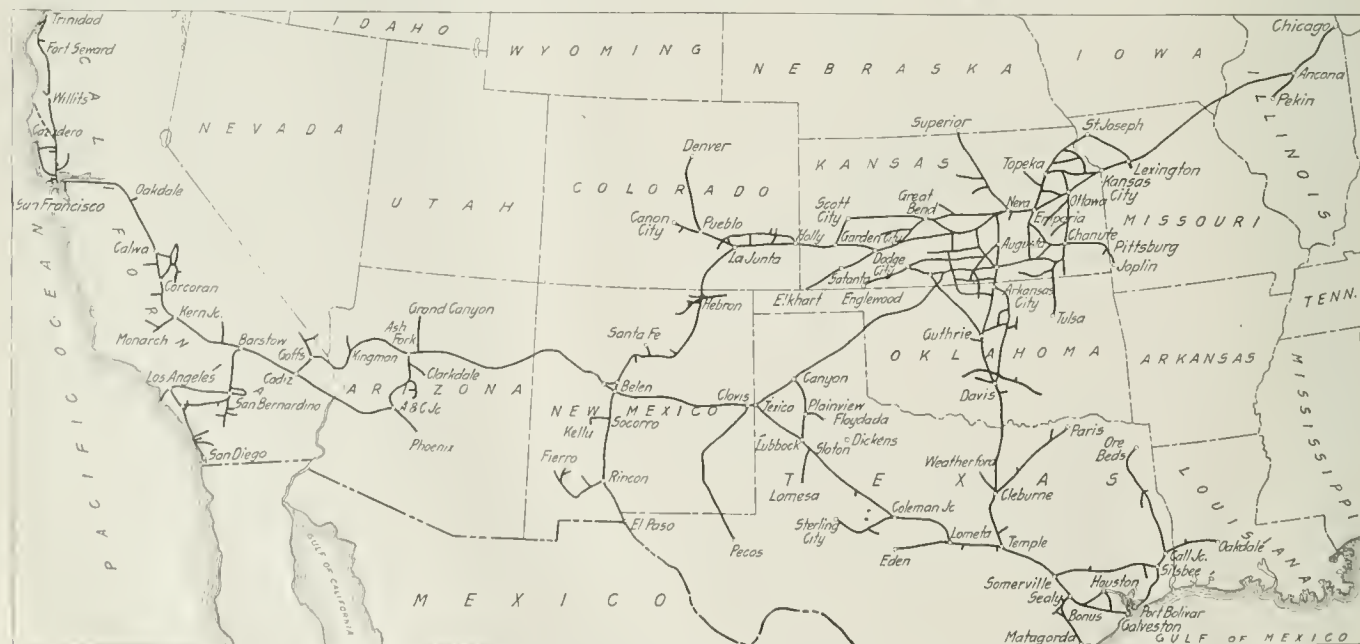 Trinidad
Fort Seward
Willits
Cazadero
San Francisco
Oakdale
Calwa
Corcoran
Kern Jc.
Monarch
Barstow
Goffs
Cadiz
Los Angeles
San Bernardino
San Diego
CALIFORNIA
PACIFIC OCEAN
GULF OF CALIFORNIA
IDAHO
NEVADA
UTAH
WYOMING
COLORADO
NEBRASKA
IOWA
ILLINOIS
KANSAS
MISSOURI
ARIZONA
NEW MEXICO
OKLAHOMA
ARKANSAS
TENN.
MISSISSIPPI
TEXAS
LOUISIANA
MEXICO
GULF OF MEXICO
Kingman
Ash Fork
Grand Canyon
Clarkdale
A & C Jc
Phoenix
Denver
Canon City
Pueblo
La Junta
Holly
Hebron
Santa Fe
Belen
Socorro
Kelly
Fierro
Rincon
El Paso
Clovis
Texico
Pecos
Canyon
Plainview
Floydada
Dickens
Lubbock
Slaton
Lomesa
Sterling City
Coleman Jc
Eden
Lometa
Temple
Weatherford
Cleburne
Paris
Ore Beds
Davis
Guthrie
Somerville
Sealy
Bonus
Matagorda
Houston
Galveston
Port Bolivar
Silsbee
Call Jc.
Oakdale
Superior
Scott City
Garden City
Great Bend
Dodge City
Satanta
Elkhart
Englewood
Neva
Emporia
Augusta
Arkansas City
Chanute
Pittsburg
Joplin
Tulsa
Ottawa
Topeka
St. Joseph
Kansas City
Lexington
Chicago
Ancona
Pekin